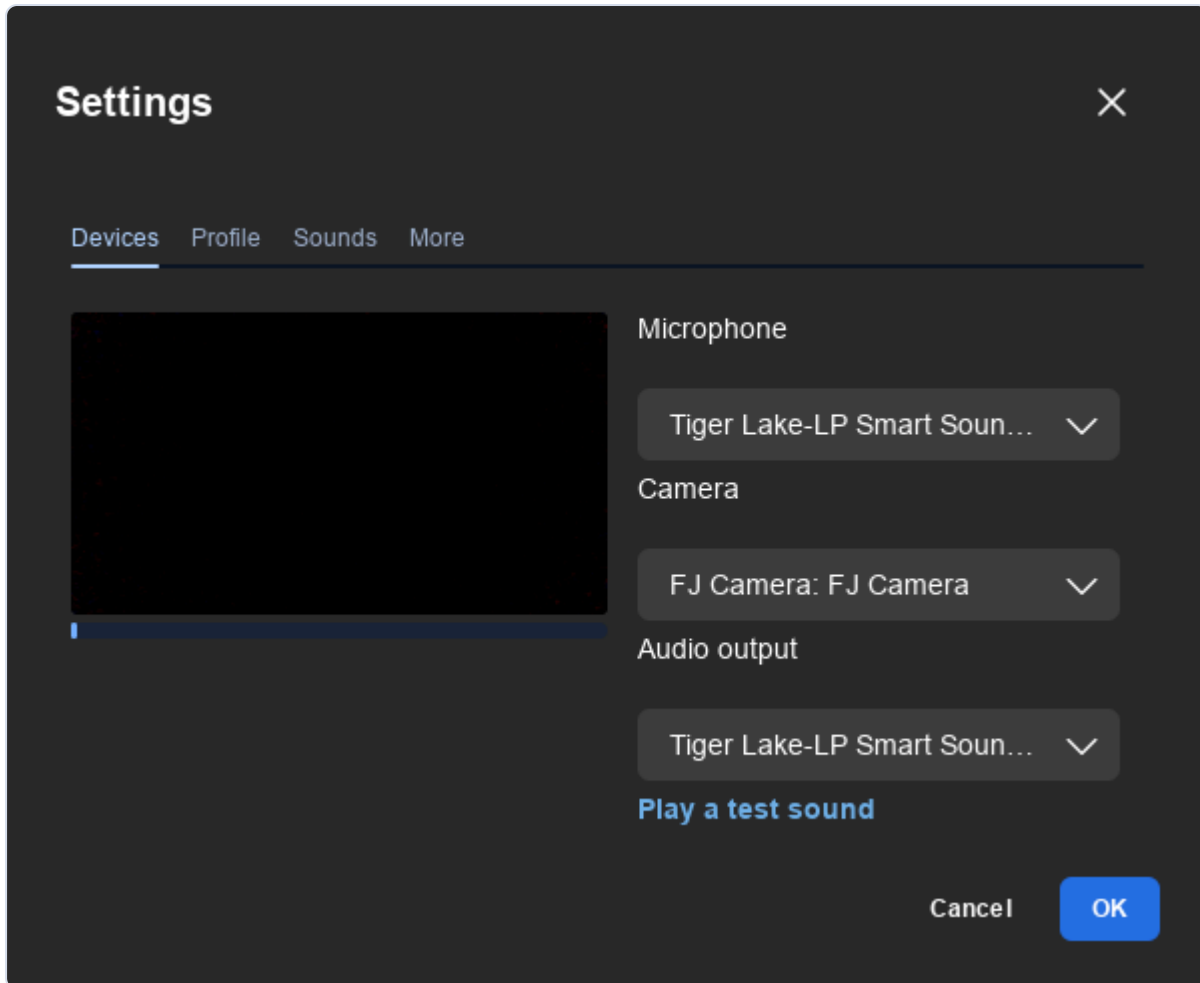 Settings
Devices Profile Sounds More
Microphone
Tiger Lake-LP Smart Soun...
Camera
FJ Camera: FJ Camera
Audio output
Tiger Lake-LP Smart Soun...
Play a test sound
Cancel OK